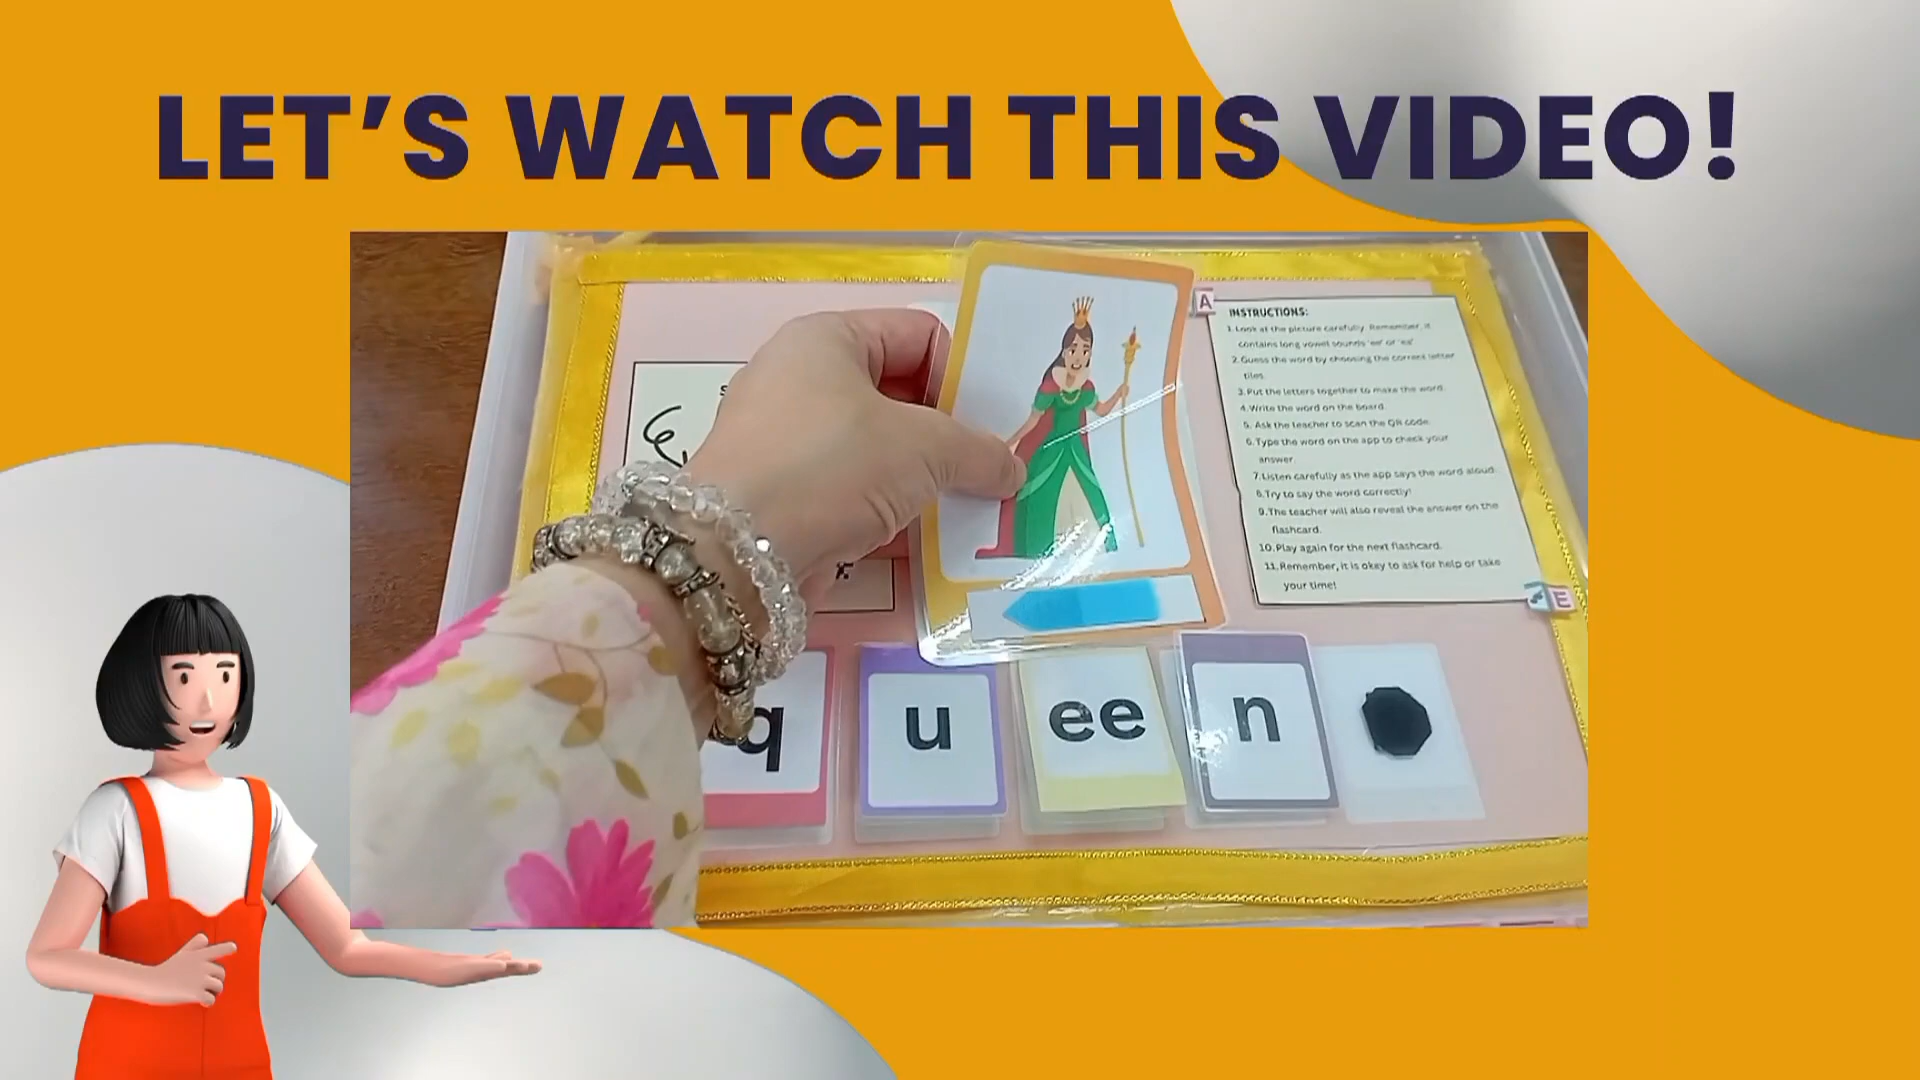 LET'S WATCH THIS VIDEO!
A
INSTRUCTIONS:
1. Look at the picture carefully. Remember, it
contains long vowel sounds 'ee' or 'ea'
2. Guess the word by choosing the correct letter
tiles.
3. Put the letters together to make the word.
4. Write the word on the board.
5. Ask the teacher to scan the QR code.
6. Type the word on the app to check your
answer.
7. Listen carefully as the app says the word aloud.
8. Try to say the word correctly!
9. The teacher will also reveal the answer on the
flashcard.
10. Play again for the next flashcard.
11. Remember, it is okay to ask for help or take
your time!
E
q u ee n